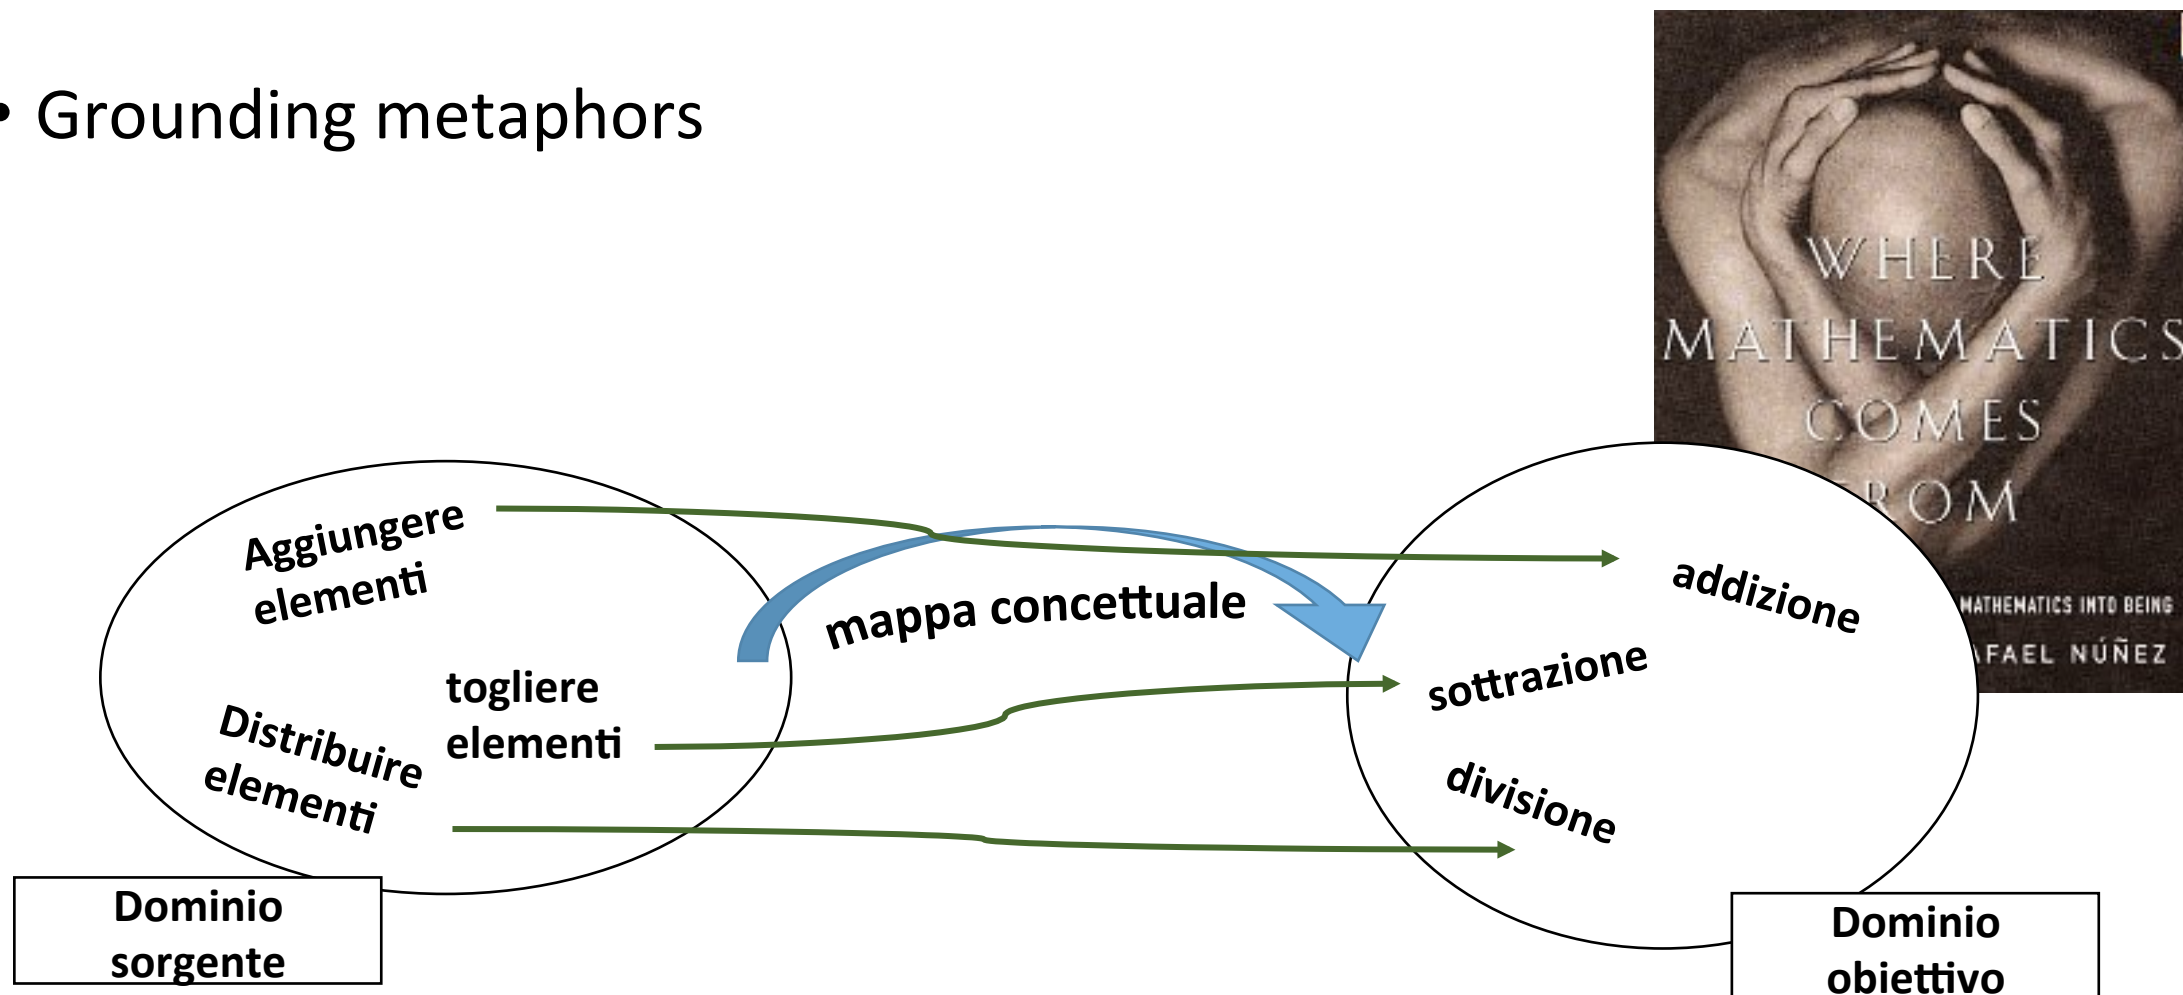 • Grounding metaphors
WHERE
MATHEMATICS
COMES
FROM
MATHEMATICS INTO BEING
AFAEL NÚÑEZ
Aggiungere
elementi
togliere
elementi
Distribuire
elementi
mappa concettuale
addizione
sottrazione
divisione
Dominio
sorgente
Dominio
obiettivo